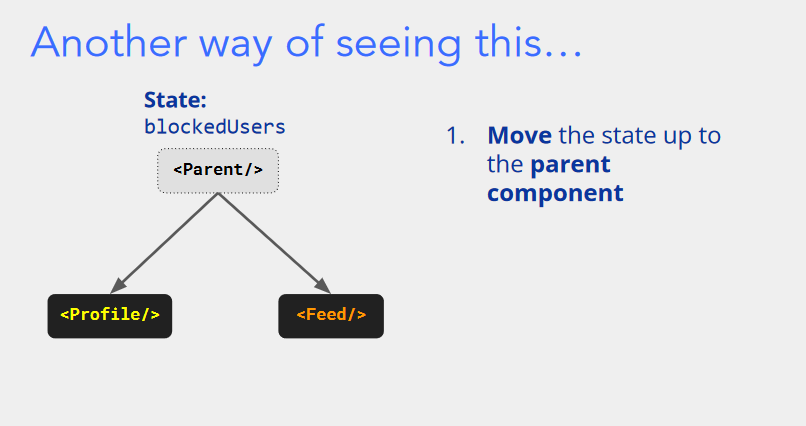 Another way of seeing this...
State:
blockedUsers
<Parent/>
<Profile/>
<Feed/>
1. Move the state up to
the parent
component